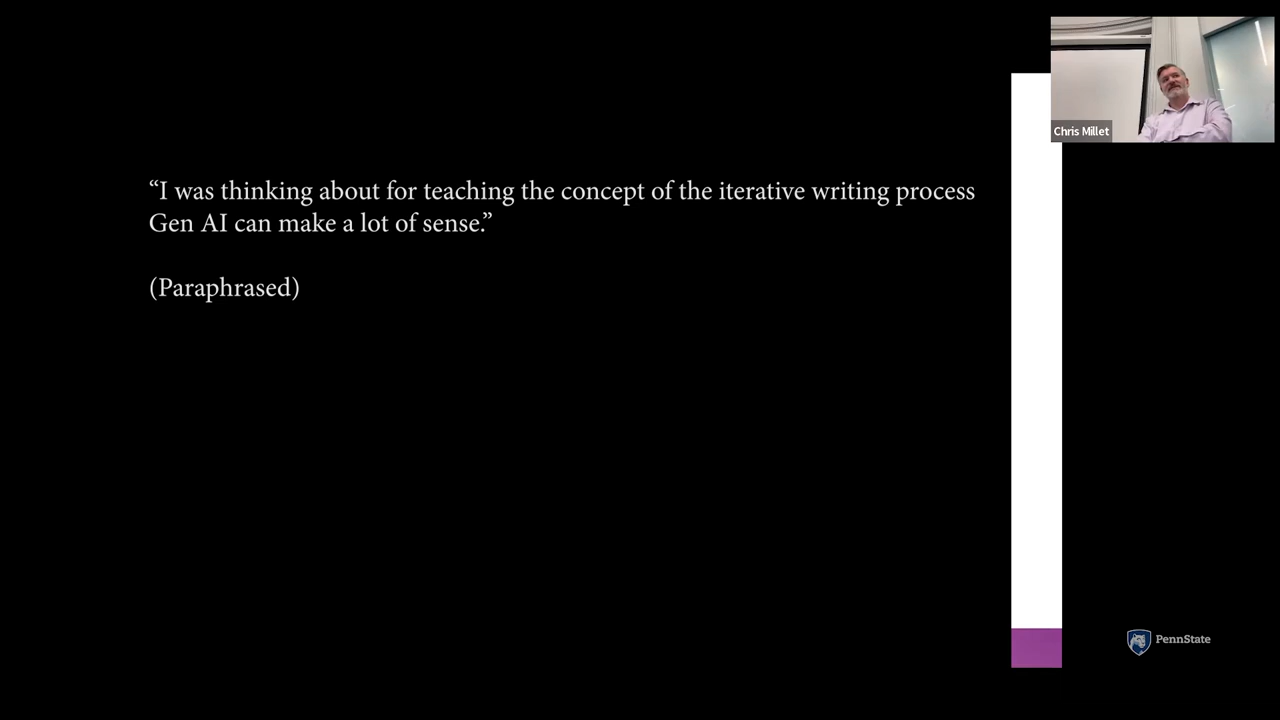 “I was thinking about for teaching the concept of the iterative writing process
Gen AI can make a lot of sense.”
(Paraphrased)
Chris Millet
PennState